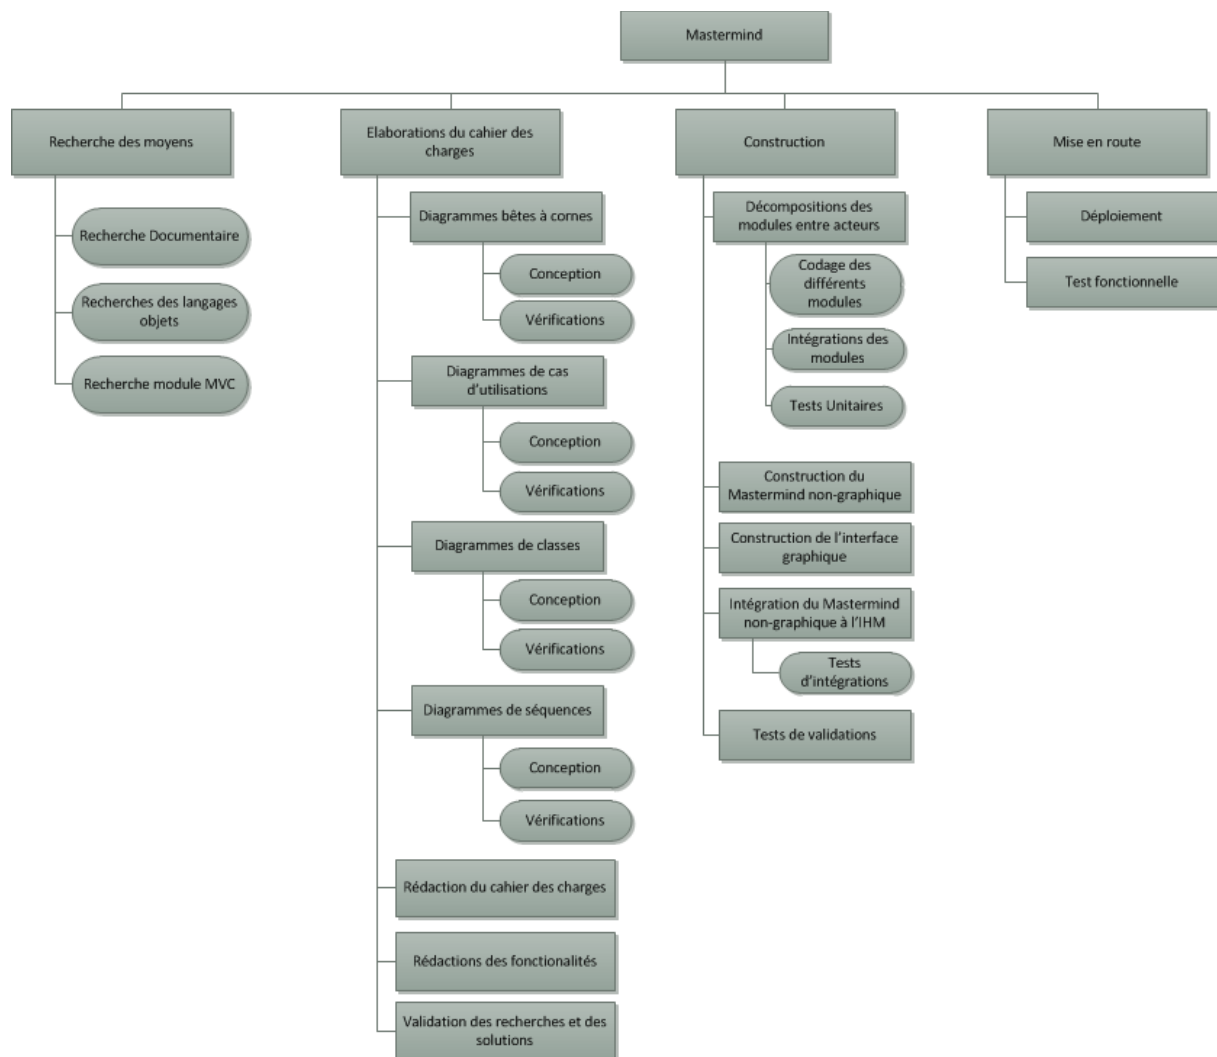 Mastermind
Recherche des moyens
Recherche Documentaire
Recherches des langages
objets
Recherche module MVC
Elaborations du cahier des
charges
Diagrammes bêtes à cornes
Conception
Vérifications
Diagrammes de cas
d'utilisations
Conception
Vérifications
Diagrammes de classes
Conception
Vérifications
Diagrammes de séquences
Conception
Vérifications
Rédaction du cahier des charges
Rédactions des fonctionalités
Validation des recherches et des
solutions
Construction
Décompositions des
modules entre acteurs
Codage des
différents
modules
Intégrations des
modules
Tests Unitaires
Construction du
Mastermind non-graphique
Construction de l'interface
graphique
Intégration du Mastermind
non-graphique à l'IHM
Tests
d'intégrations
Tests de validations
Mise en route
Déploiement
Test fonctionnelle